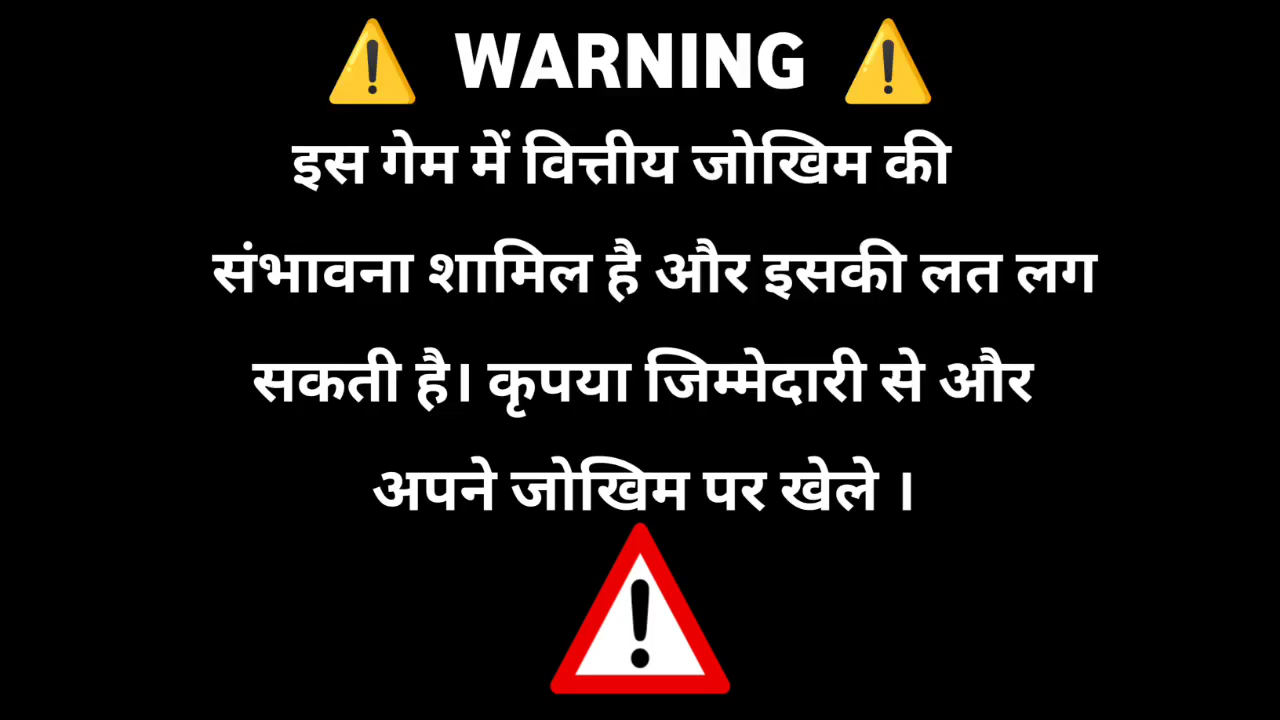 ⚠️ WARNING ⚠️
इस गेम में वित्तीय जोखिम की
संभावना शामिल है और इसकी लत लग
सकती है। कृपया जिम्मेदारी से और
अपने जोखिम पर खेले ।